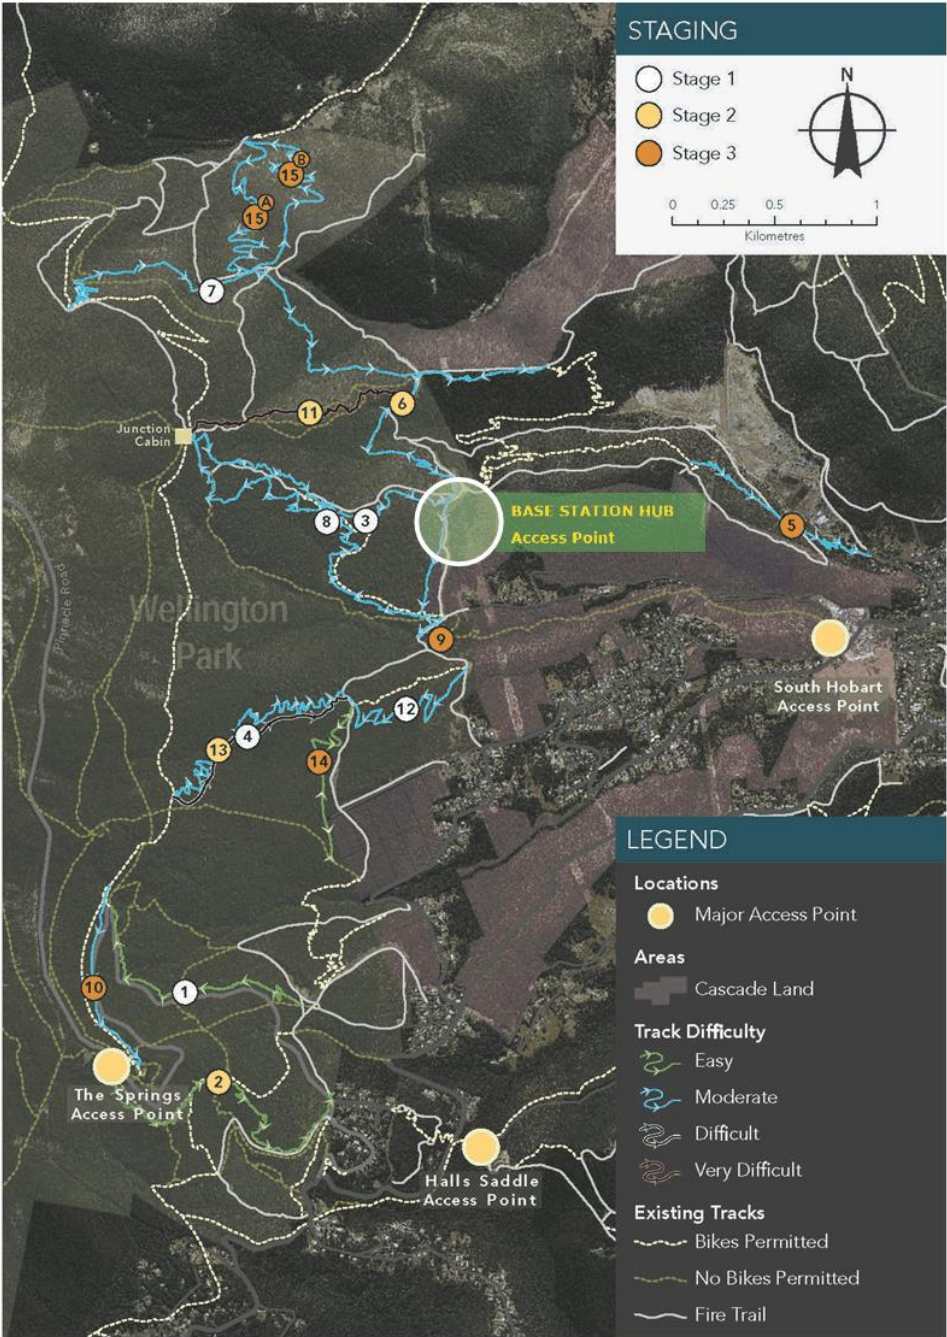 STAGING
Stage 1
Stage 2
Stage 3
N
0 0.25 0.5 1
Kilometres
B
15
A
15
7
11
6
Junction
Cabin
8
3
BASE STATION HUB
Access Point
5
Pinnacle Road
Wellington
Park
9
South Hobart
Access Point
12
4
13
14
10
1
The Springs
Access Point
2
Halls Saddle
Access Point
LEGEND
Locations
Major Access Point
Areas
Cascade Land
Track Difficulty
Easy
Moderate
Difficult
Very Difficult
Existing Tracks
Bikes Permitted
No Bikes Permitted
Fire Trail